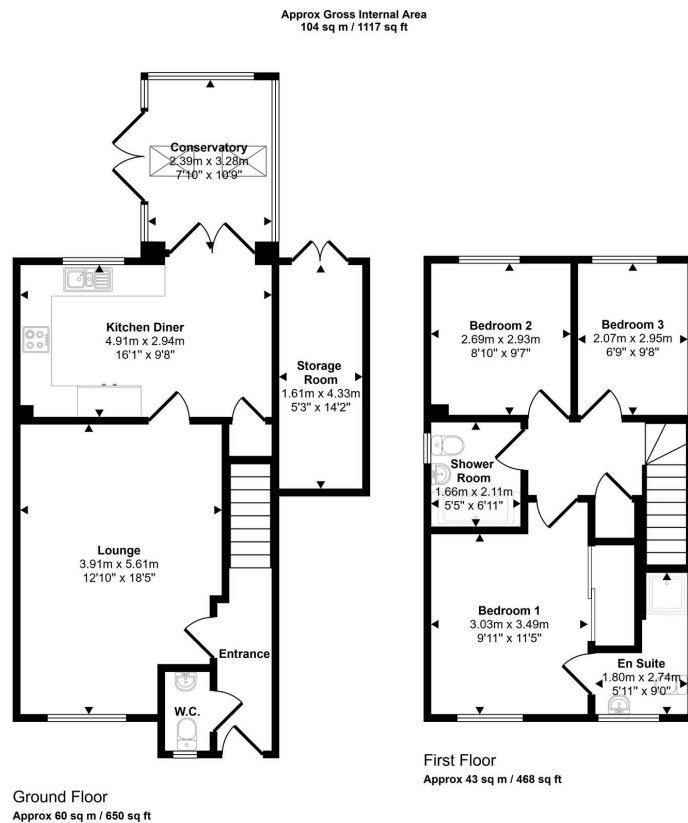 Approx Gross Internal Area
104 sq m / 1117 sq ft
Conservatory
2.39m x 3.28m
7'10" x 10'9"
Kitchen Diner
4.91m x 2.94m
16'1" x 9'8"
Storage
Room
1.61m x 4.33m
5'3" x 14'2"
Lounge
3.91m x 5.61m
12'10" x 18'5"
Entrance
W.C.
Ground Floor
Approx 60 sq m / 650 sq ft
Bedroom 2
2.69m x 2.93m
8'10" x 9'7"
Bedroom 3
2.07m x 2.95m
6'9" x 9'8"
Shower
Room
1.66m x 2.11m
5'5" x 6'11"
Bedroom 1
3.03m x 3.49m
9'11" x 11'5"
En Suite
1.80m x 2.74m
5'11" x 9'0"
First Floor
Approx 43 sq m / 468 sq ft